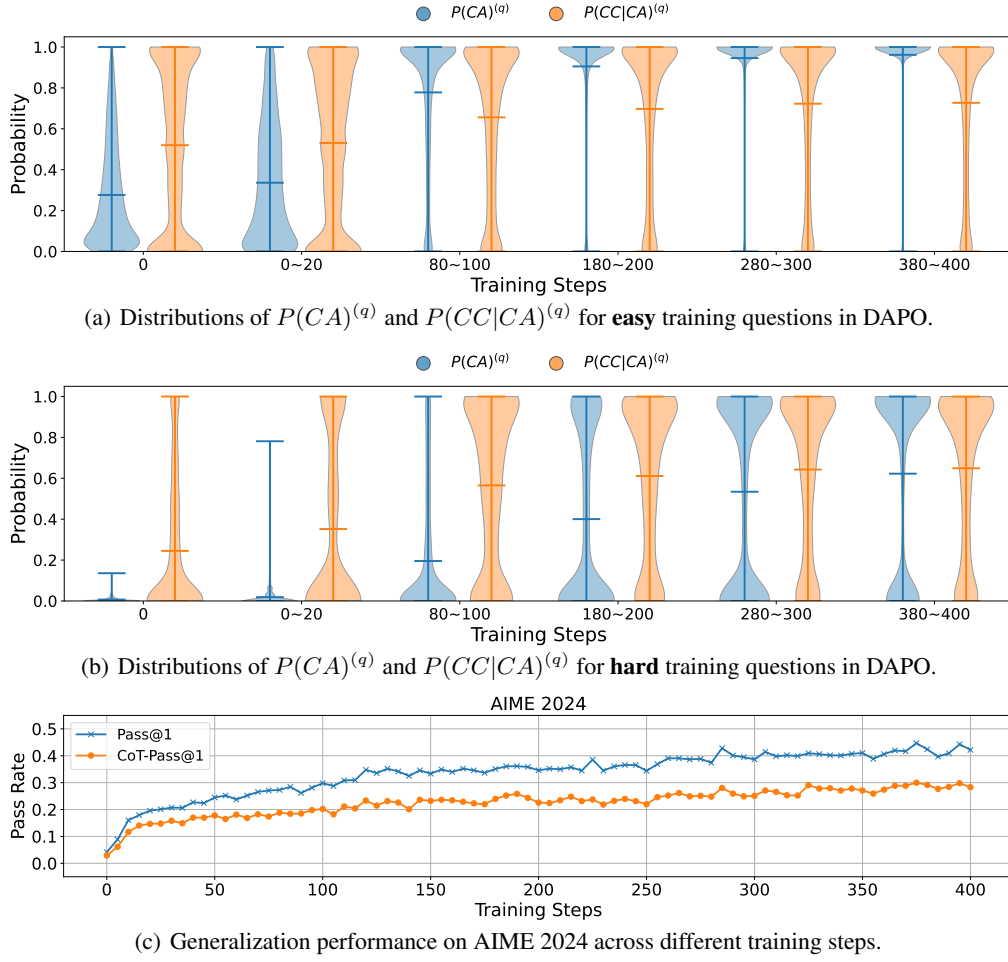 P(CA)^(q) P(CC|CA)^(q)
1.0
0.8
0.6
0.4
0.2
0.0
Probability
0 0~20 80~100 180~200 280~300 380~400
Training Steps
(a) Distributions of P(CA)^(q) and P(CC|CA)^(q) for easy training questions in DAPO.
P(CA)^(q) P(CC|CA)^(q)
1.0
0.8
0.6
0.4
0.2
0.0
Probability
0 0~20 80~100 180~200 280~300 380~400
Training Steps
(b) Distributions of P(CA)^(q) and P(CC|CA)^(q) for hard training questions in DAPO.
AIME 2024
Pass@1
CoT-Pass@1
0.5
0.4
0.3
0.2
0.1
0.0
Pass Rate
0 50 100 150 200 250 300 350 400
Training Steps
(c) Generalization performance on AIME 2024 across different training steps.